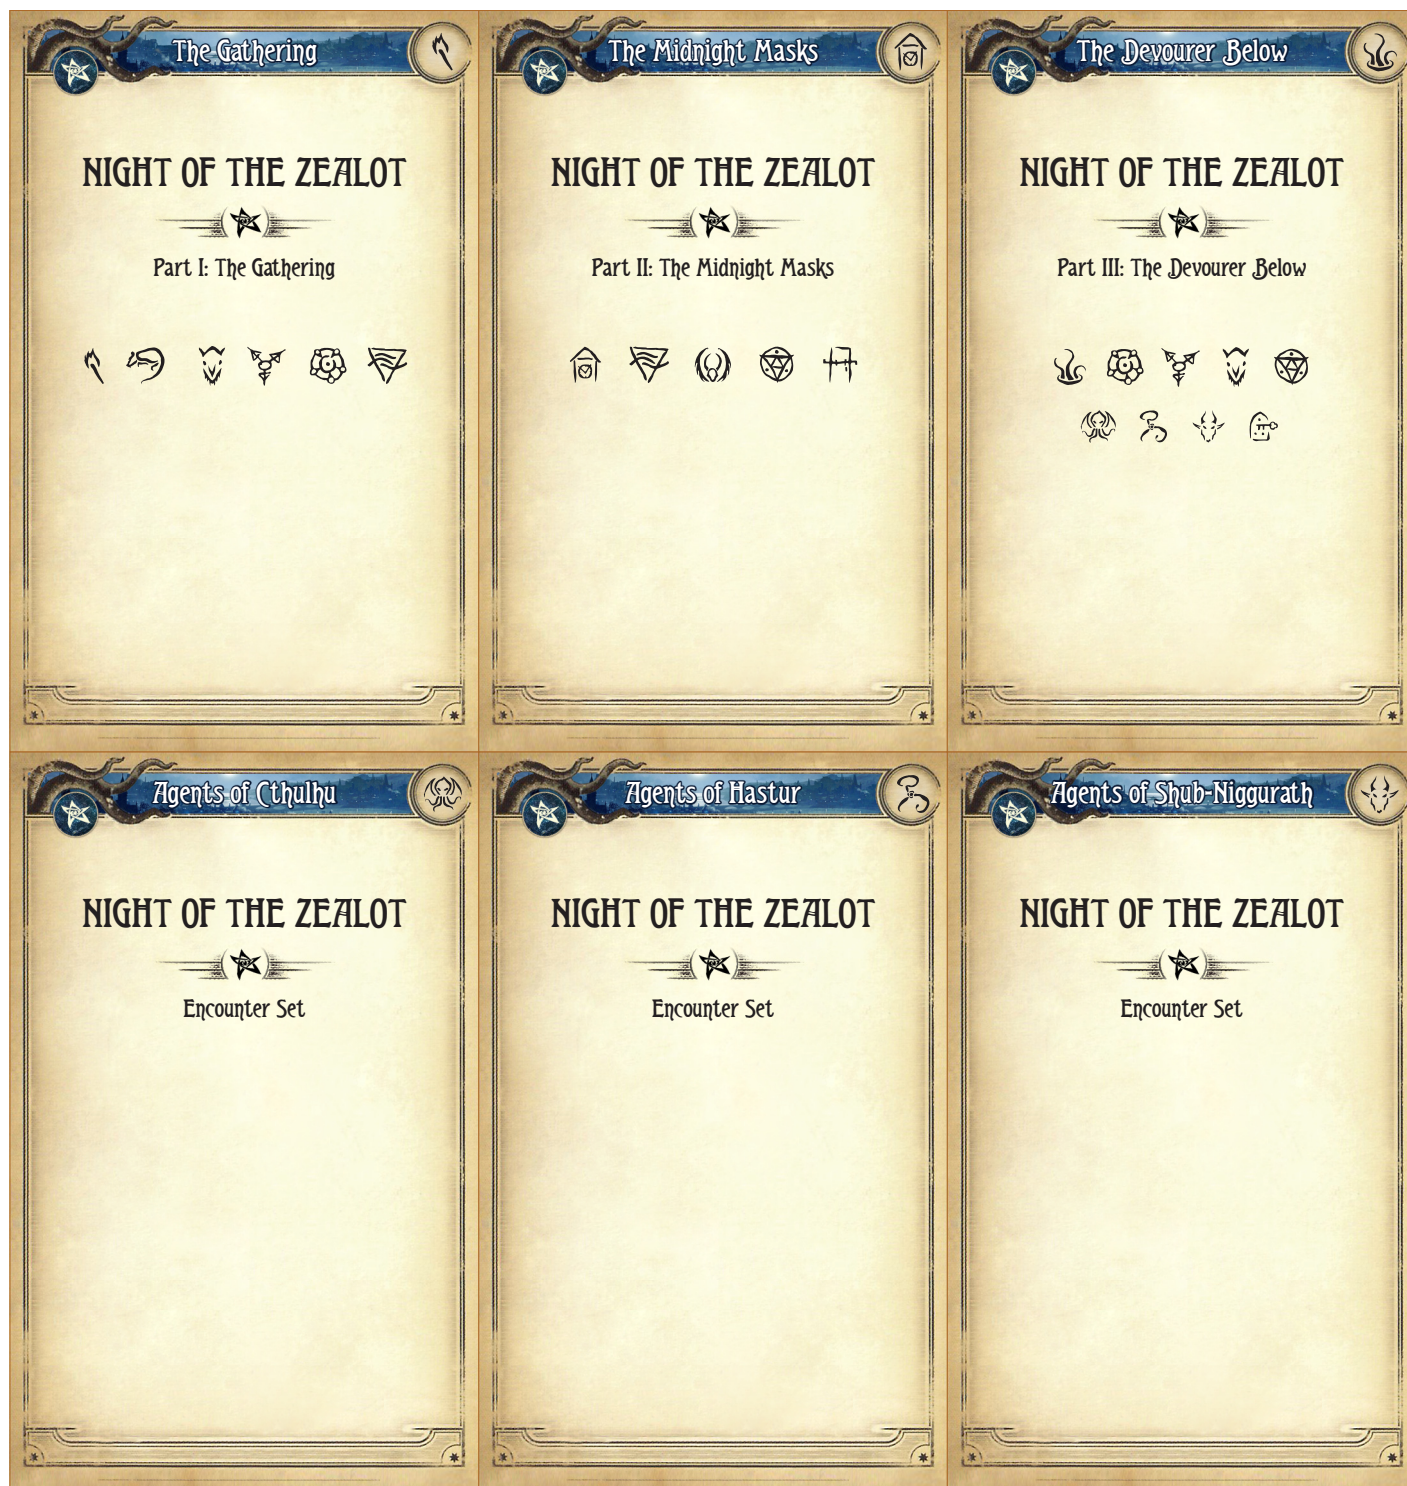 The Gathering
NIGHT OF THE ZEALOT
Part I: The Gathering
The Midnight Masks
NIGHT OF THE ZEALOT
Part II: The Midnight Masks
The Devourer Below
NIGHT OF THE ZEALOT
Part III: The Devourer Below
Agents of Cthulhu
NIGHT OF THE ZEALOT
Encounter Set
Agents of Hastur
NIGHT OF THE ZEALOT
Encounter Set
Agents of Shub-Niggurath
NIGHT OF THE ZEALOT
Encounter Set